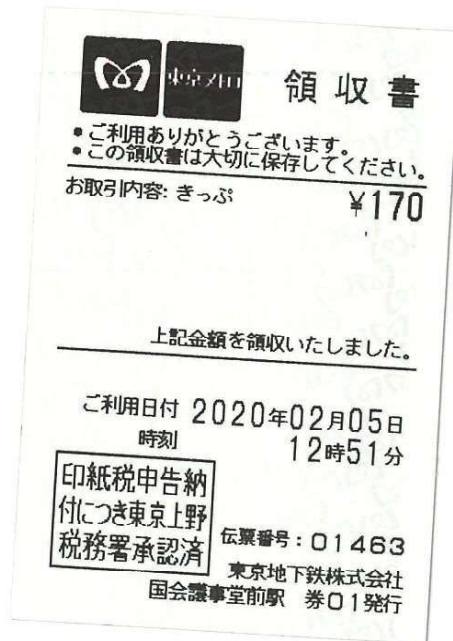 東京メトロ
領収書
●ご利用ありがとうございます。
●この領収書は大切に保存してください。
お取引内容: きっぷ ¥170
上記金額を領収いたしました。
ご利用日付 2020年02月05日
時刻 12時51分
印紙税申告納
付につき東京上野
税務署承認済
伝票番号:01463
東京地下鉄株式会社
国会議事堂前駅 券01発行